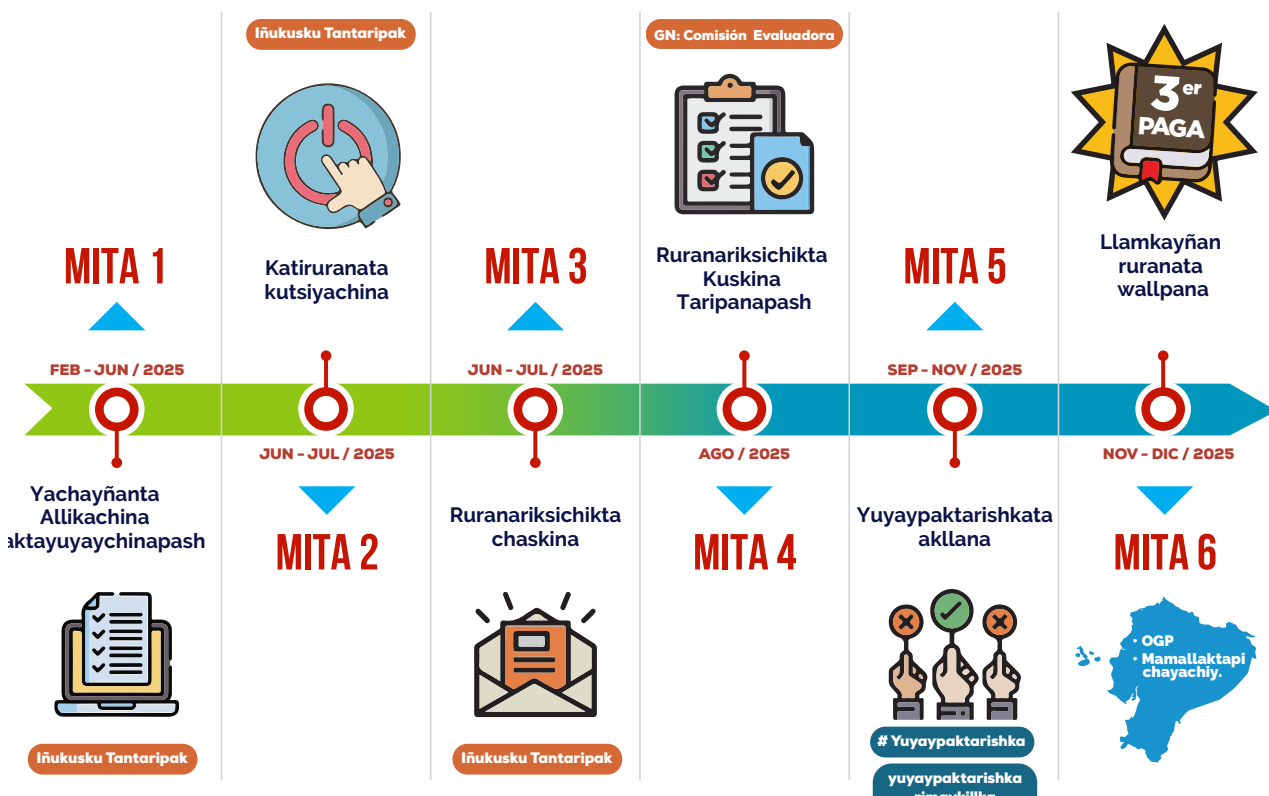 MITA 1
FEB - JUN / 2025
Yachayñanta
Allikachina
aktayuyaychinapash
Iñukusku Tantaripak
Iñukusku Tantaripak
Katiruranata
kutsiyachina
JUN - JUL / 2025
MITA 2
MITA 3
JUN - JUL / 2025
Ruranariksichikta
chaskina
Iñukusku Tantaripak
GN: Comisión Evaluadora
Ruranariksichikta
Kuskina
Taripanapash
AGO / 2025
MITA 4
MITA 5
SEP - NOV / 2025
Yuyaypaktarishkata
akllana
# Yuyaypaktarishka
yuyaypaktarishka
3er
PAGA
Llamkayñan
ruranata
wallpana
NOV - DIC / 2025
MITA 6
• OGP
• Mamallaktapi
chayachiy.